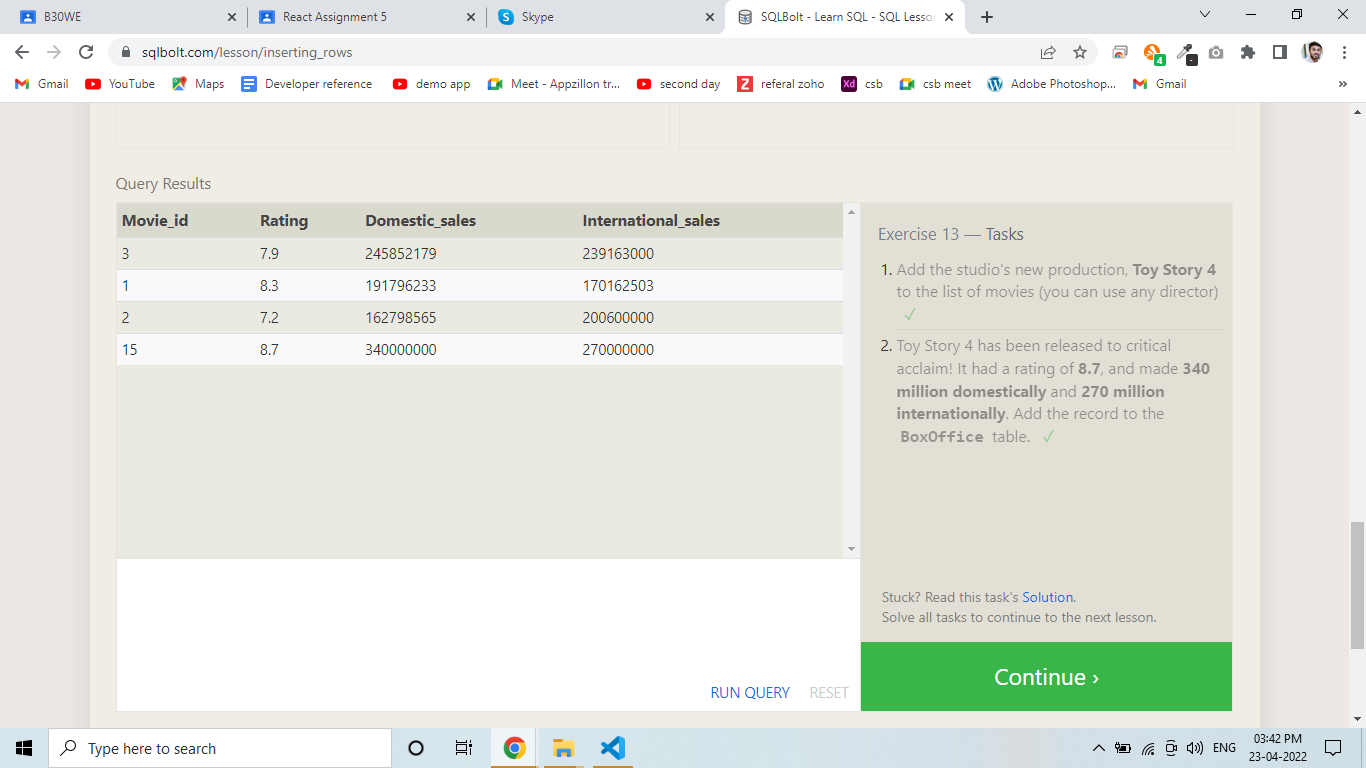 B30WE
React Assignment 5
Skype
SQLBolt - Learn SQL - SQL Lesso
sqlbolt.com/lesson/inserting_rows
4
Gmail
YouTube
Maps
Developer reference
demo app
Meet - Appzillon tr...
second day
Z referal zoho
Xd csb
csb meet
Adobe Photoshop...
Gmail
»
Query Results
Movie_id Rating Domestic_sales International_sales
3 7.9 245852179 239163000
1 8.3 191796233 170162503
2 7.2 162798565 200600000
15 8.7 340000000 270000000
RUN QUERY RESET
Exercise 13 — Tasks
1. Add the studio's new production, Toy Story 4
to the list of movies (you can use any director)
✓
2. Toy Story 4 has been released to critical
acclaim! It had a rating of 8.7, and made 340
million domestically and 270 million
internationally. Add the record to the
BoxOffice table. ✓
Stuck? Read this task's Solution.
Solve all tasks to continue to the next lesson.
Continue ›
Type here to search
ENG
03:42 PM
23-04-2022